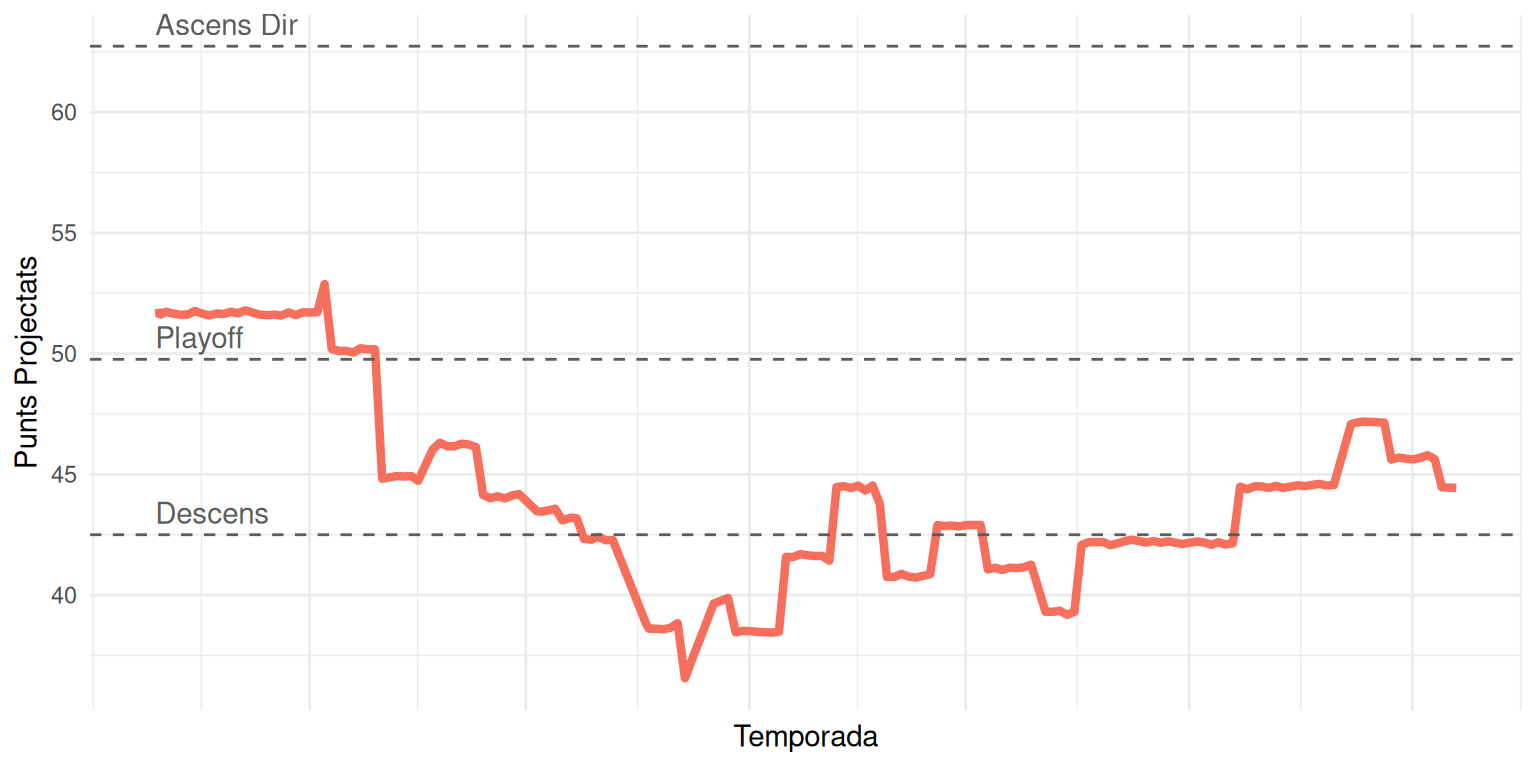 Ascens Dir
60
55
Playoff
50
45
Descens
40
Punts Projectats
Temporada